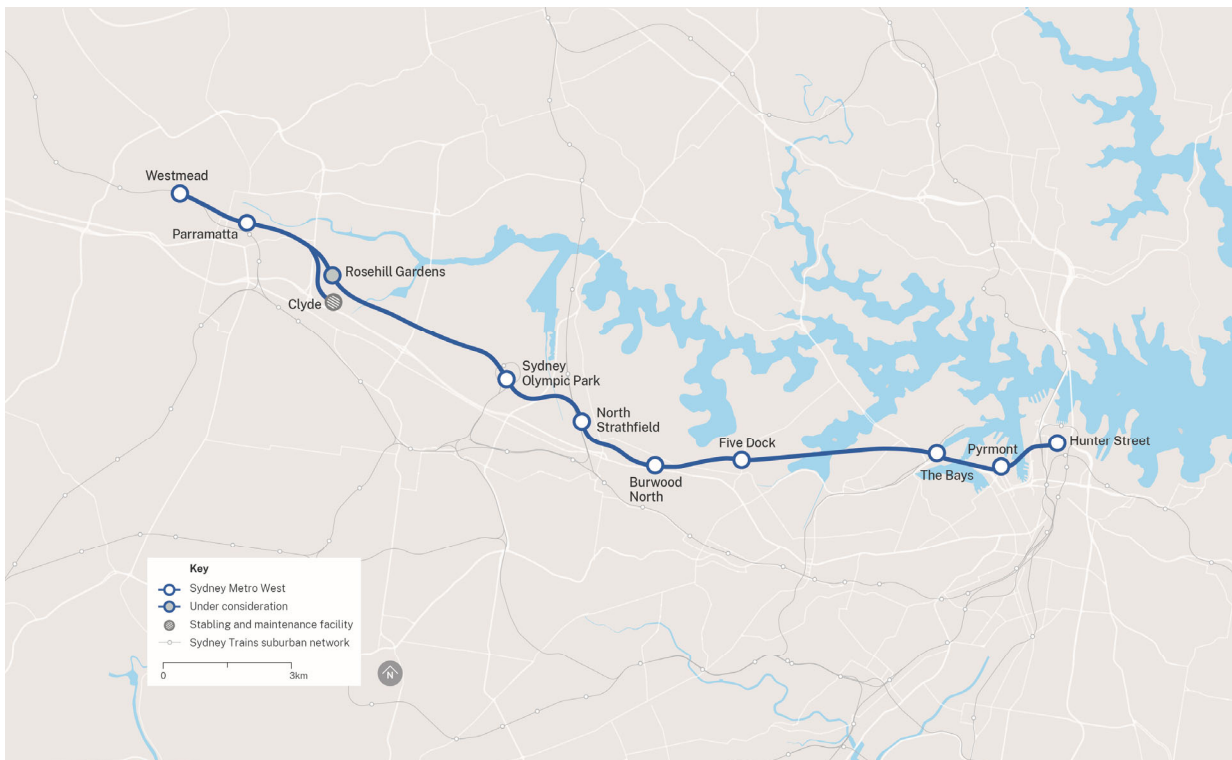 Westmead
Parramatta
Rosehill Gardens
Clyde
Sydney
Olympic Park
North
Strathfield
Burwood
North
Five Dock
The Bays
Pyrmont
Hunter Street
Key
Sydney Metro West
Under consideration
Stabling and maintenance facility
Sydney Trains suburban network
0
3km
N